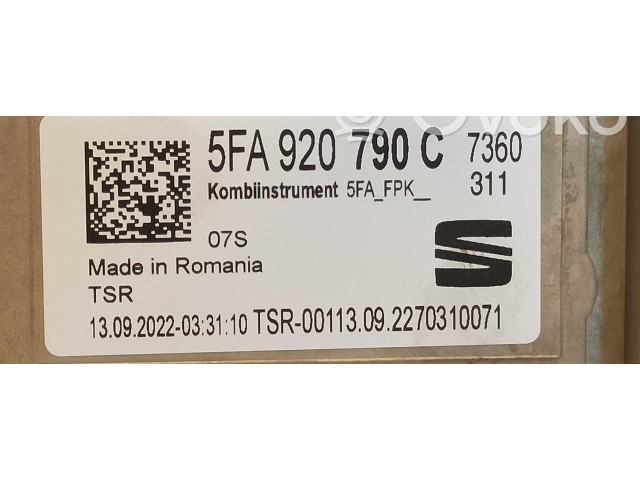 OVOKO
5FA 920 790 C 7360
Kombiinstrument 5FA_FPK__ 311
07S
Made in Romania
TSR
13.09.2022-03:31:10 TSR-00113.09.2270310071